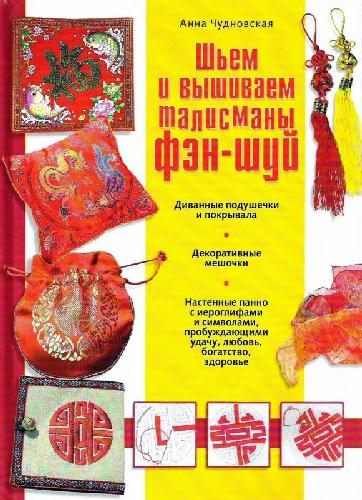 Анна Чудновская
Шьем
и вышиваем
талисманы
фэн-шуй
Диванные подушечки
и покрывала
•
Декоративные
мешочки
•
Настенные панно
с иероглифами
и символами,
пробуждающими
удачу, любовь,
богатство,
здоровье